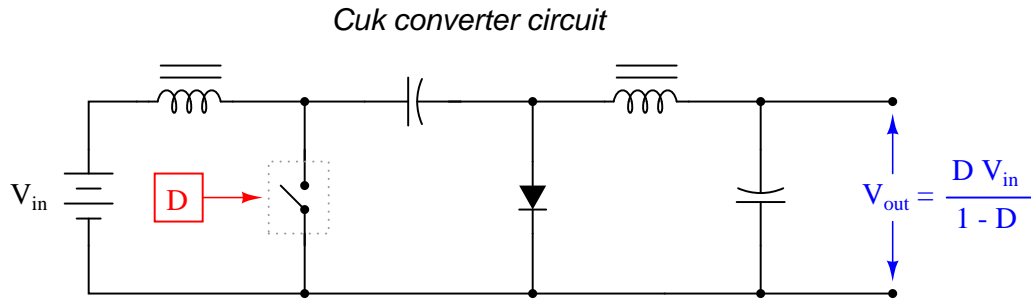 Cuk converter circuit
V_in
D
V_out = D V_in / 1 - D